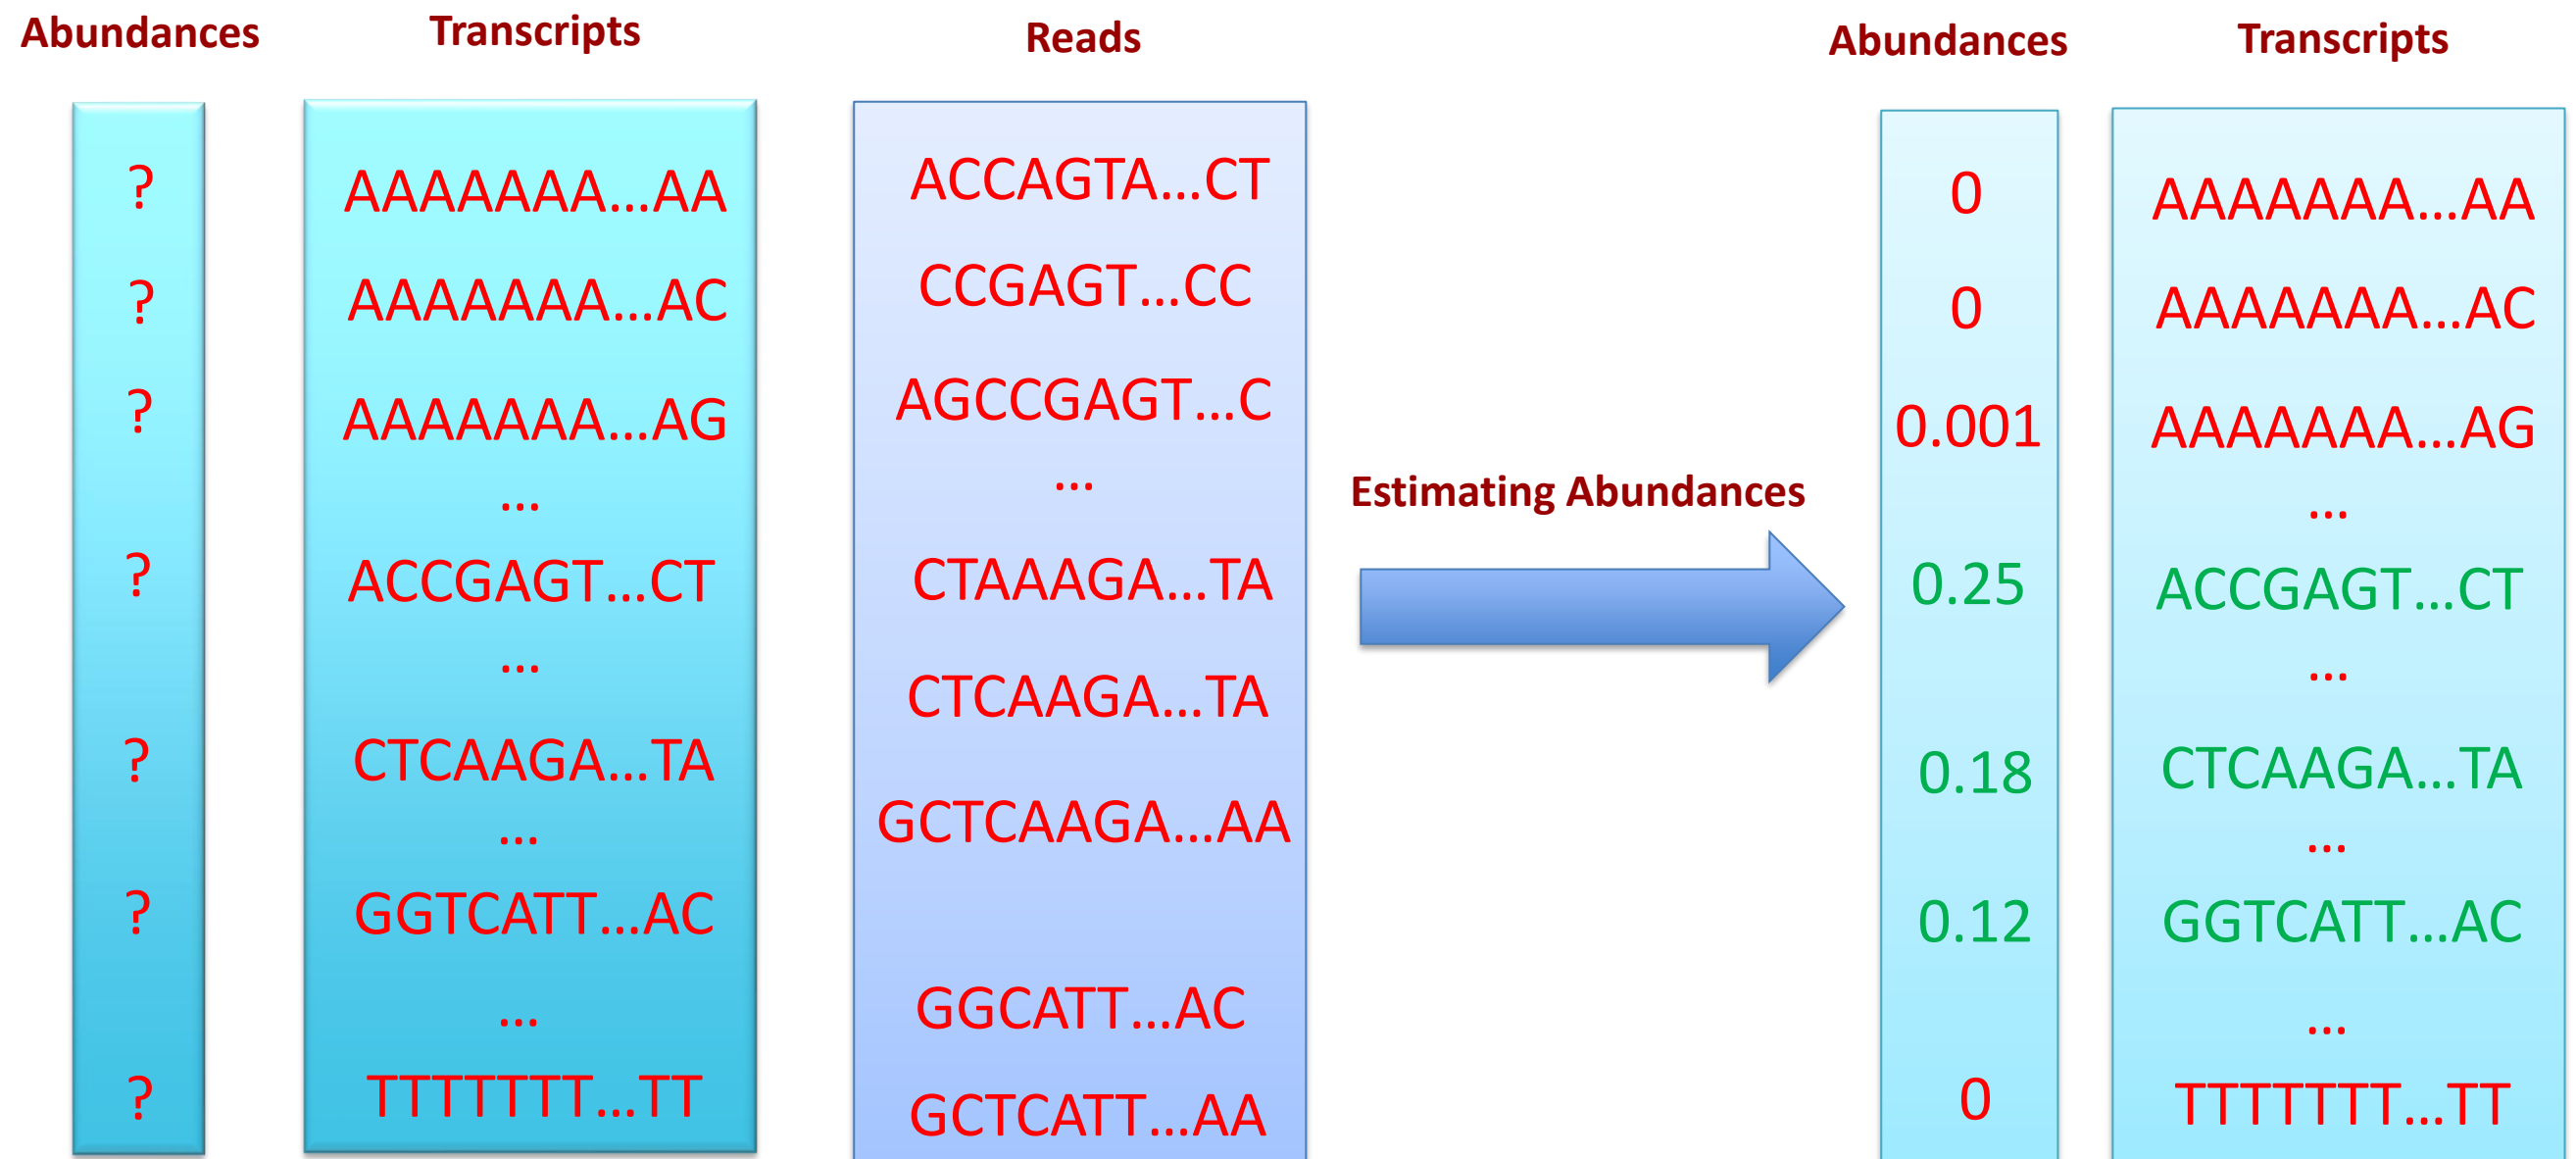 Abundances
?
?
?
?
?
?
?
Transcripts
AAAAAAA...AA
AAAAAAA...AC
AAAAAAA...AG
...
ACCGAGT...CT
...
CTCAAGA...TA
...
GGTCATT...AC
...
TTTTTTT...TT
Reads
ACCAGTA...CT
CCGAGT...CC
AGCCGAGT...C
...
CTAAAGA...TA
CTCAAGA...TA
GCTCAAGA...AA
GGCATT...AC
GCTCATT...AA
Estimating Abundances
Abundances
0
0
0.001
0.25
0.18
0.12
0
Transcripts
AAAAAAA...AA
AAAAAAA...AC
AAAAAAA...AG
...
ACCGAGT...CT
...
CTCAAGA...TA
...
GGTCATT...AC
...
TTTTTTT...TT